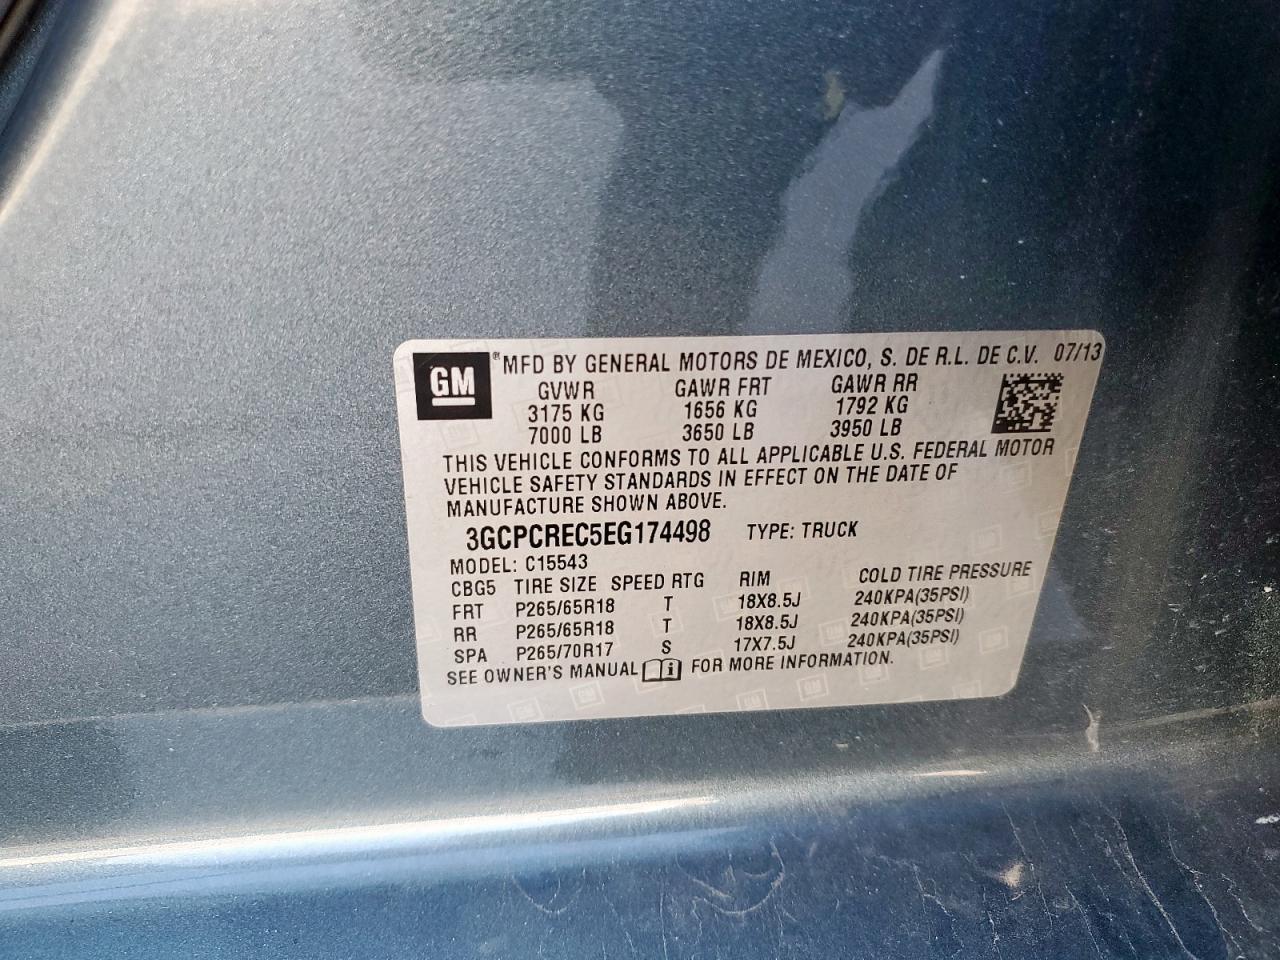 GM ® MFD BY GENERAL MOTORS DE MEXICO, S. DE R.L. DE C.V. 07/13
GVWR GAWR FRT GAWR RR
3175 KG 1656 KG 1792 KG
7000 LB 3650 LB 3950 LB
THIS VEHICLE CONFORMS TO ALL APPLICABLE U.S. FEDERAL MOTOR
VEHICLE SAFETY STANDARDS IN EFFECT ON THE DATE OF
MANUFACTURE SHOWN ABOVE.
3GCPCREC5EG174498 TYPE: TRUCK
MODEL: C15543
CBG5 TIRE SIZE SPEED RTG RIM COLD TIRE PRESSURE
FRT P265/65R18 T 18X8.5J 240KPA(35PSI)
RR P265/65R18 T 18X8.5J 240KPA(35PSI)
SPA P265/70R17 S 17X7.5J 240KPA(35PSI)
SEE OWNER'S MANUAL i FOR MORE INFORMATION.